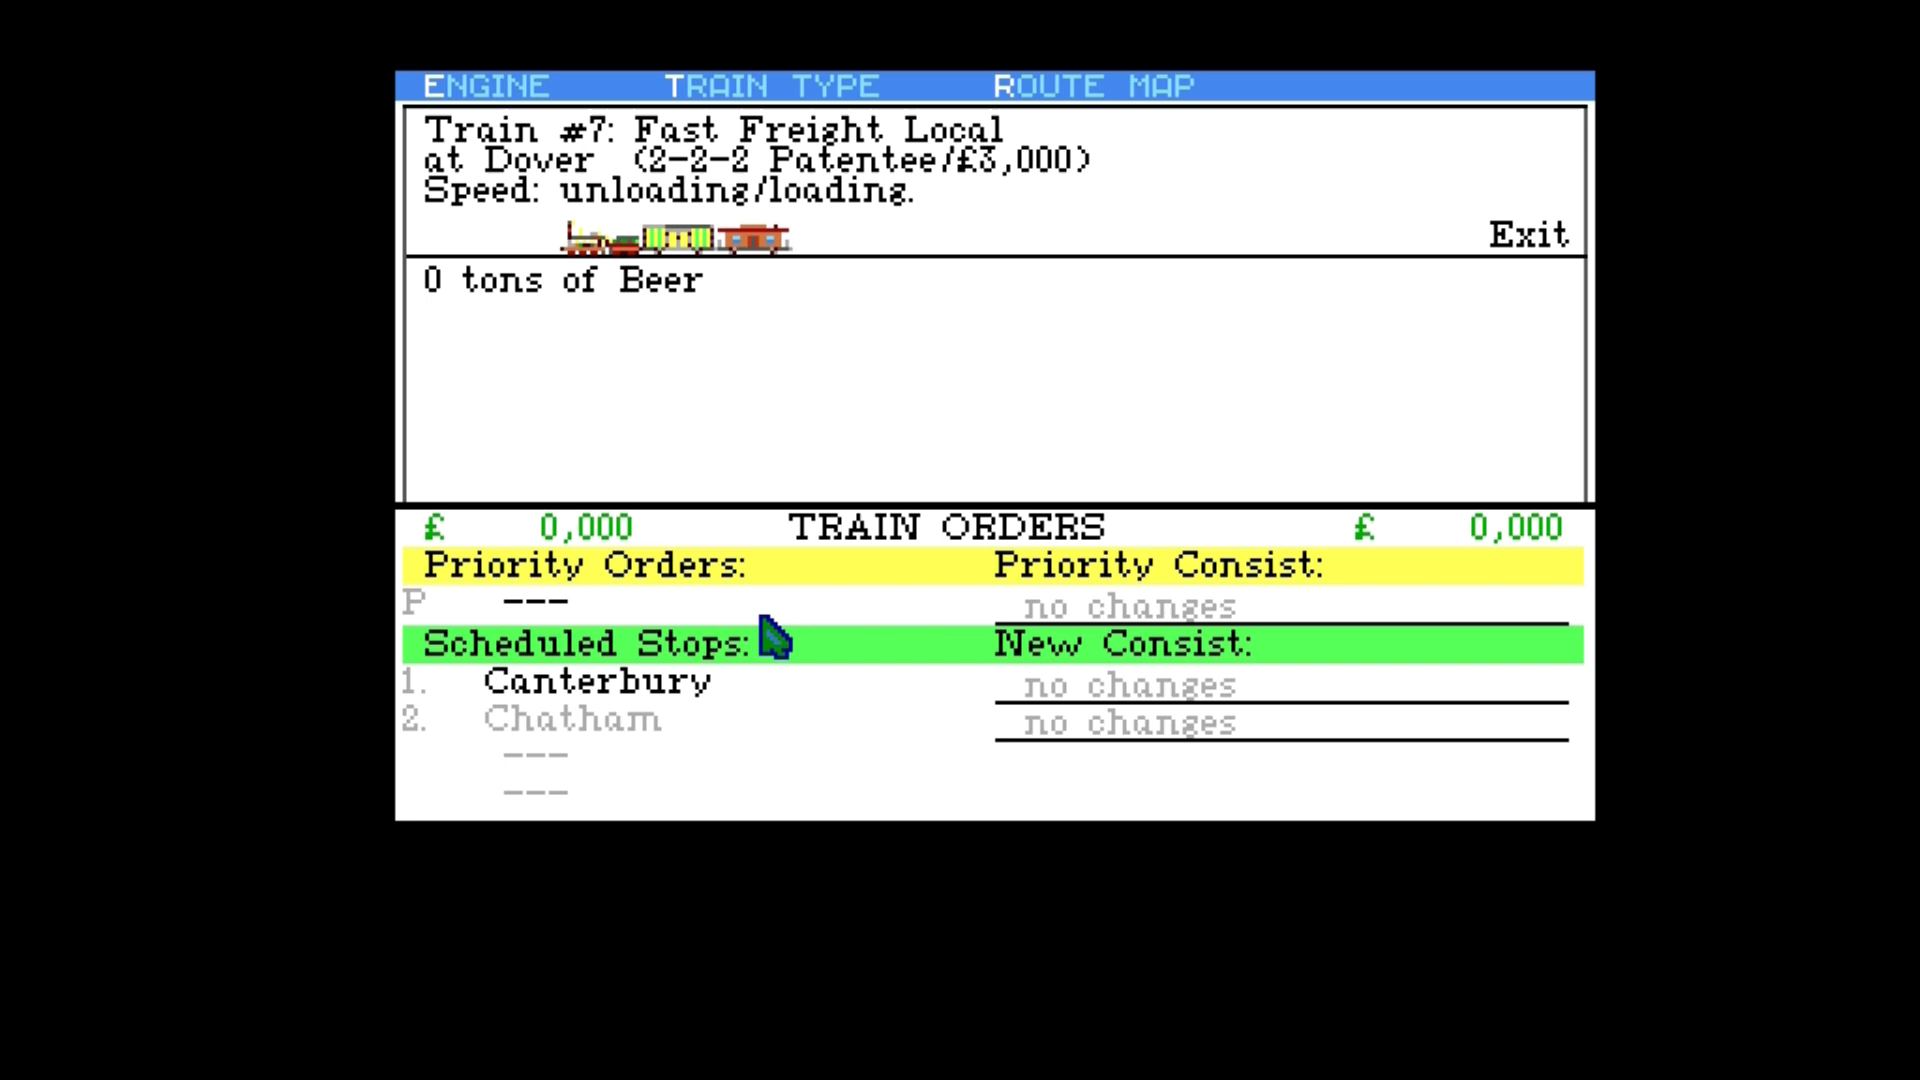 ENGINE TRAIN TYPE ROUTE MAP
Train #7: Fast Freight Local
at Dover (2-2-2 Patentee/£3,000)
Speed: unloading/loading.
Exit
0 tons of Beer
£ 0,000 TRAIN ORDERS £ 0,000
Priority Orders: Priority Consist:
P --- no changes
Scheduled Stops: New Consist:
1. Canterbury no changes
2. Chatham no changes
---
---